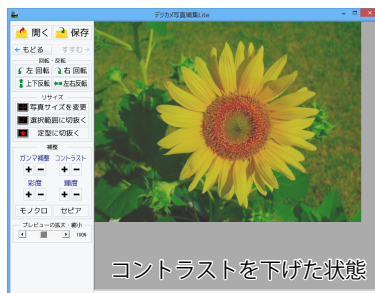 デジカメ写真編集Lite
開く 保存
もどる すすむ
回転・反転
左回転 右回転
上下反転 左右反転
リサイズ
写真サイズを変更
選択範囲に切抜く
定型に切抜く
補整
ガンマ補整 コントラスト
+ − + −
彩度 輝度
+ − + −
モノクロ セピア
プレビューの拡大・縮小
100%
コントラストを下げた状態